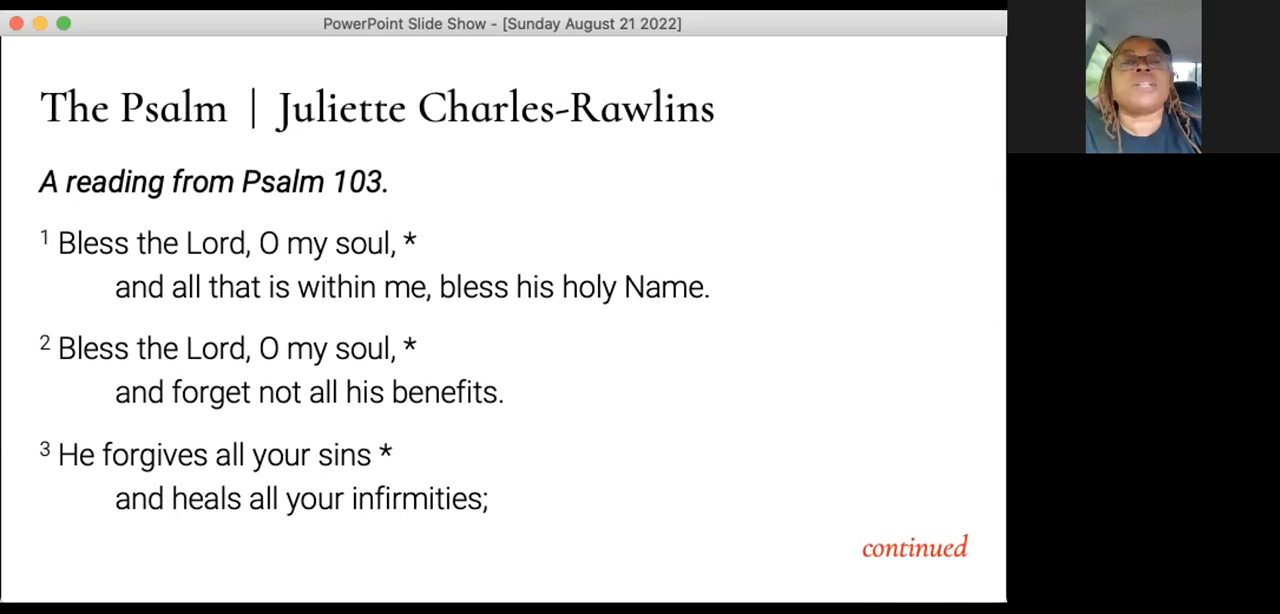 PowerPoint Slide Show - [Sunday August 21 2022]
The Psalm | Juliette Charles-Rawlins
A reading from Psalm 103.
1 Bless the Lord, O my soul, *
and all that is within me, bless his holy Name.
2 Bless the Lord, O my soul, *
and forget not all his benefits.
3 He forgives all your sins *
and heals all your infirmities;
continued